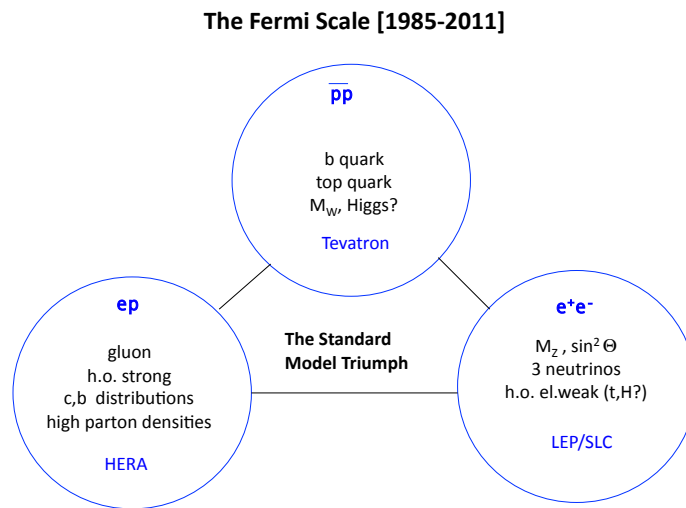 The Fermi Scale [1985-2011]
p̅p
b quark
top quark
M_W, Higgs?
Tevatron
ep
gluon
h.o. strong
c,b distributions
high parton densities
HERA
The Standard
Model Triumph
e⁺e⁻
M_Z , sin² Θ
3 neutrinos
h.o. el.weak (t,H?)
LEP/SLC